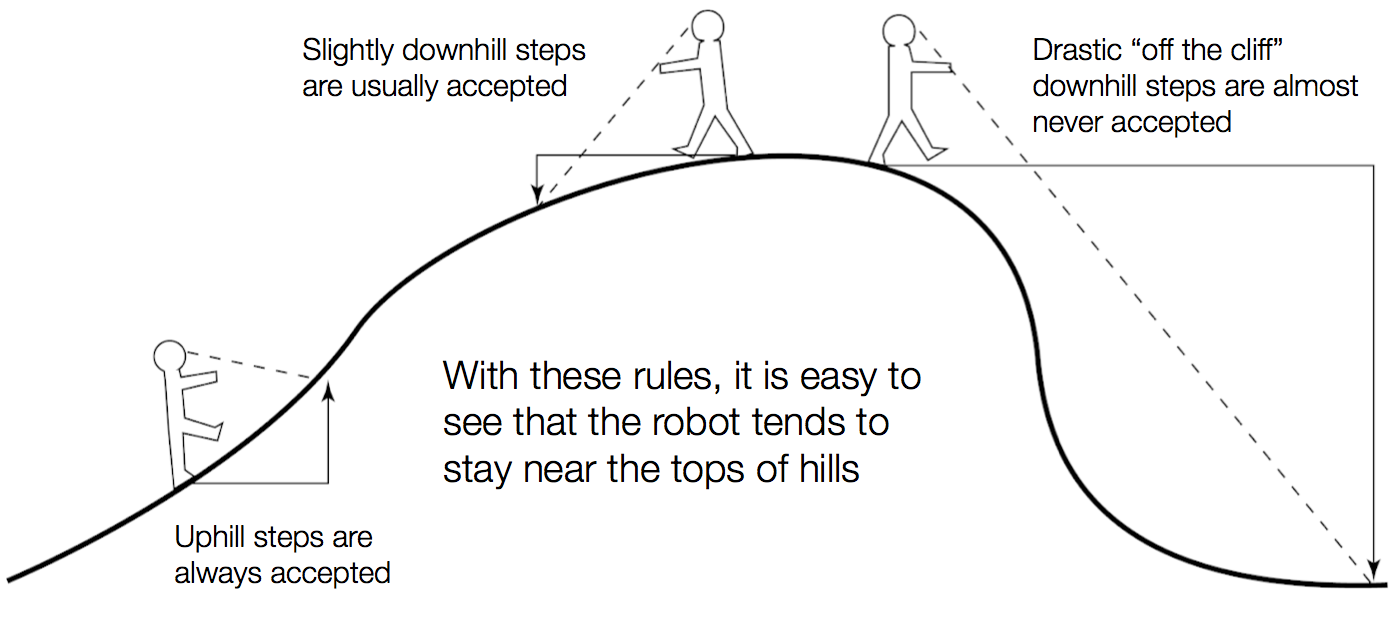 Slightly downhill steps
are usually accepted
Drastic “off the cliff”
downhill steps are almost
never accepted
With these rules, it is easy to
see that the robot tends to
stay near the tops of hills
Uphill steps are
always accepted